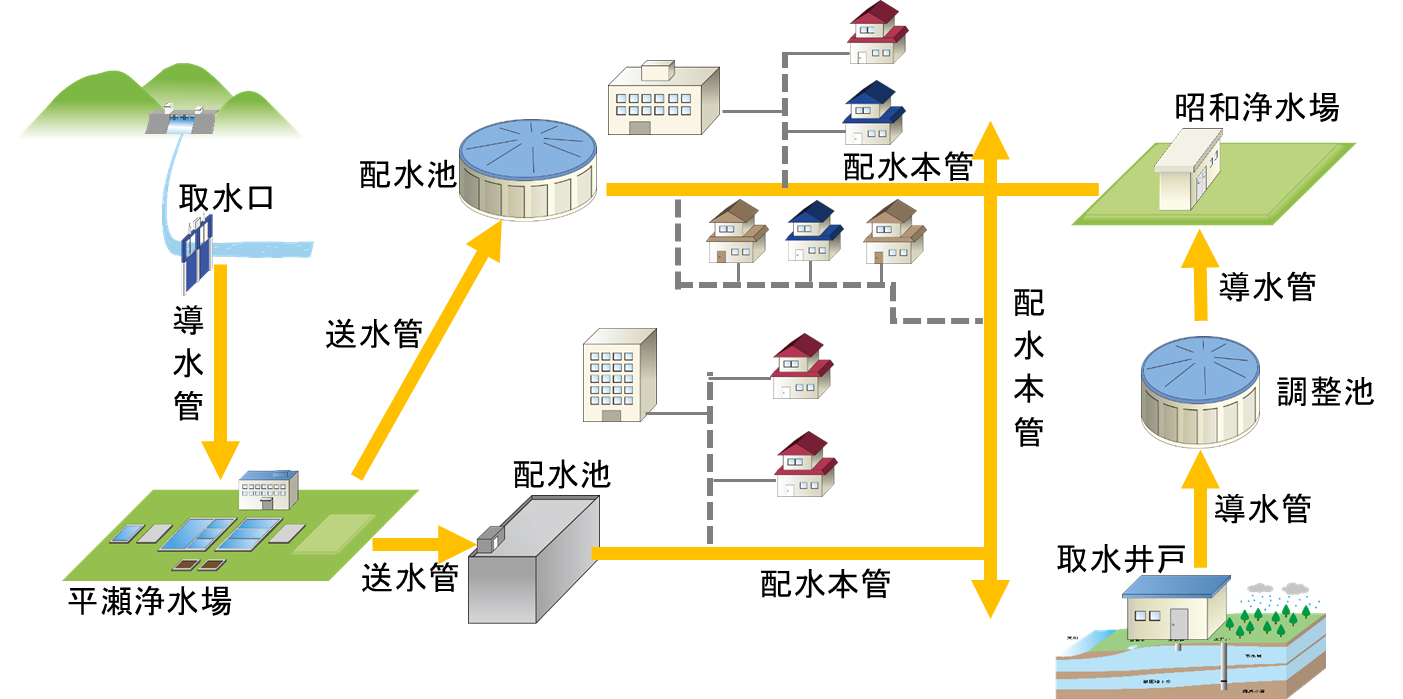 取水口
導水管
平瀬浄水場
送水管
配水池
送水管
配水池
配水本管
配水本管
配水本管
昭和浄水場
導水管
調整池
導水管
取水井戸